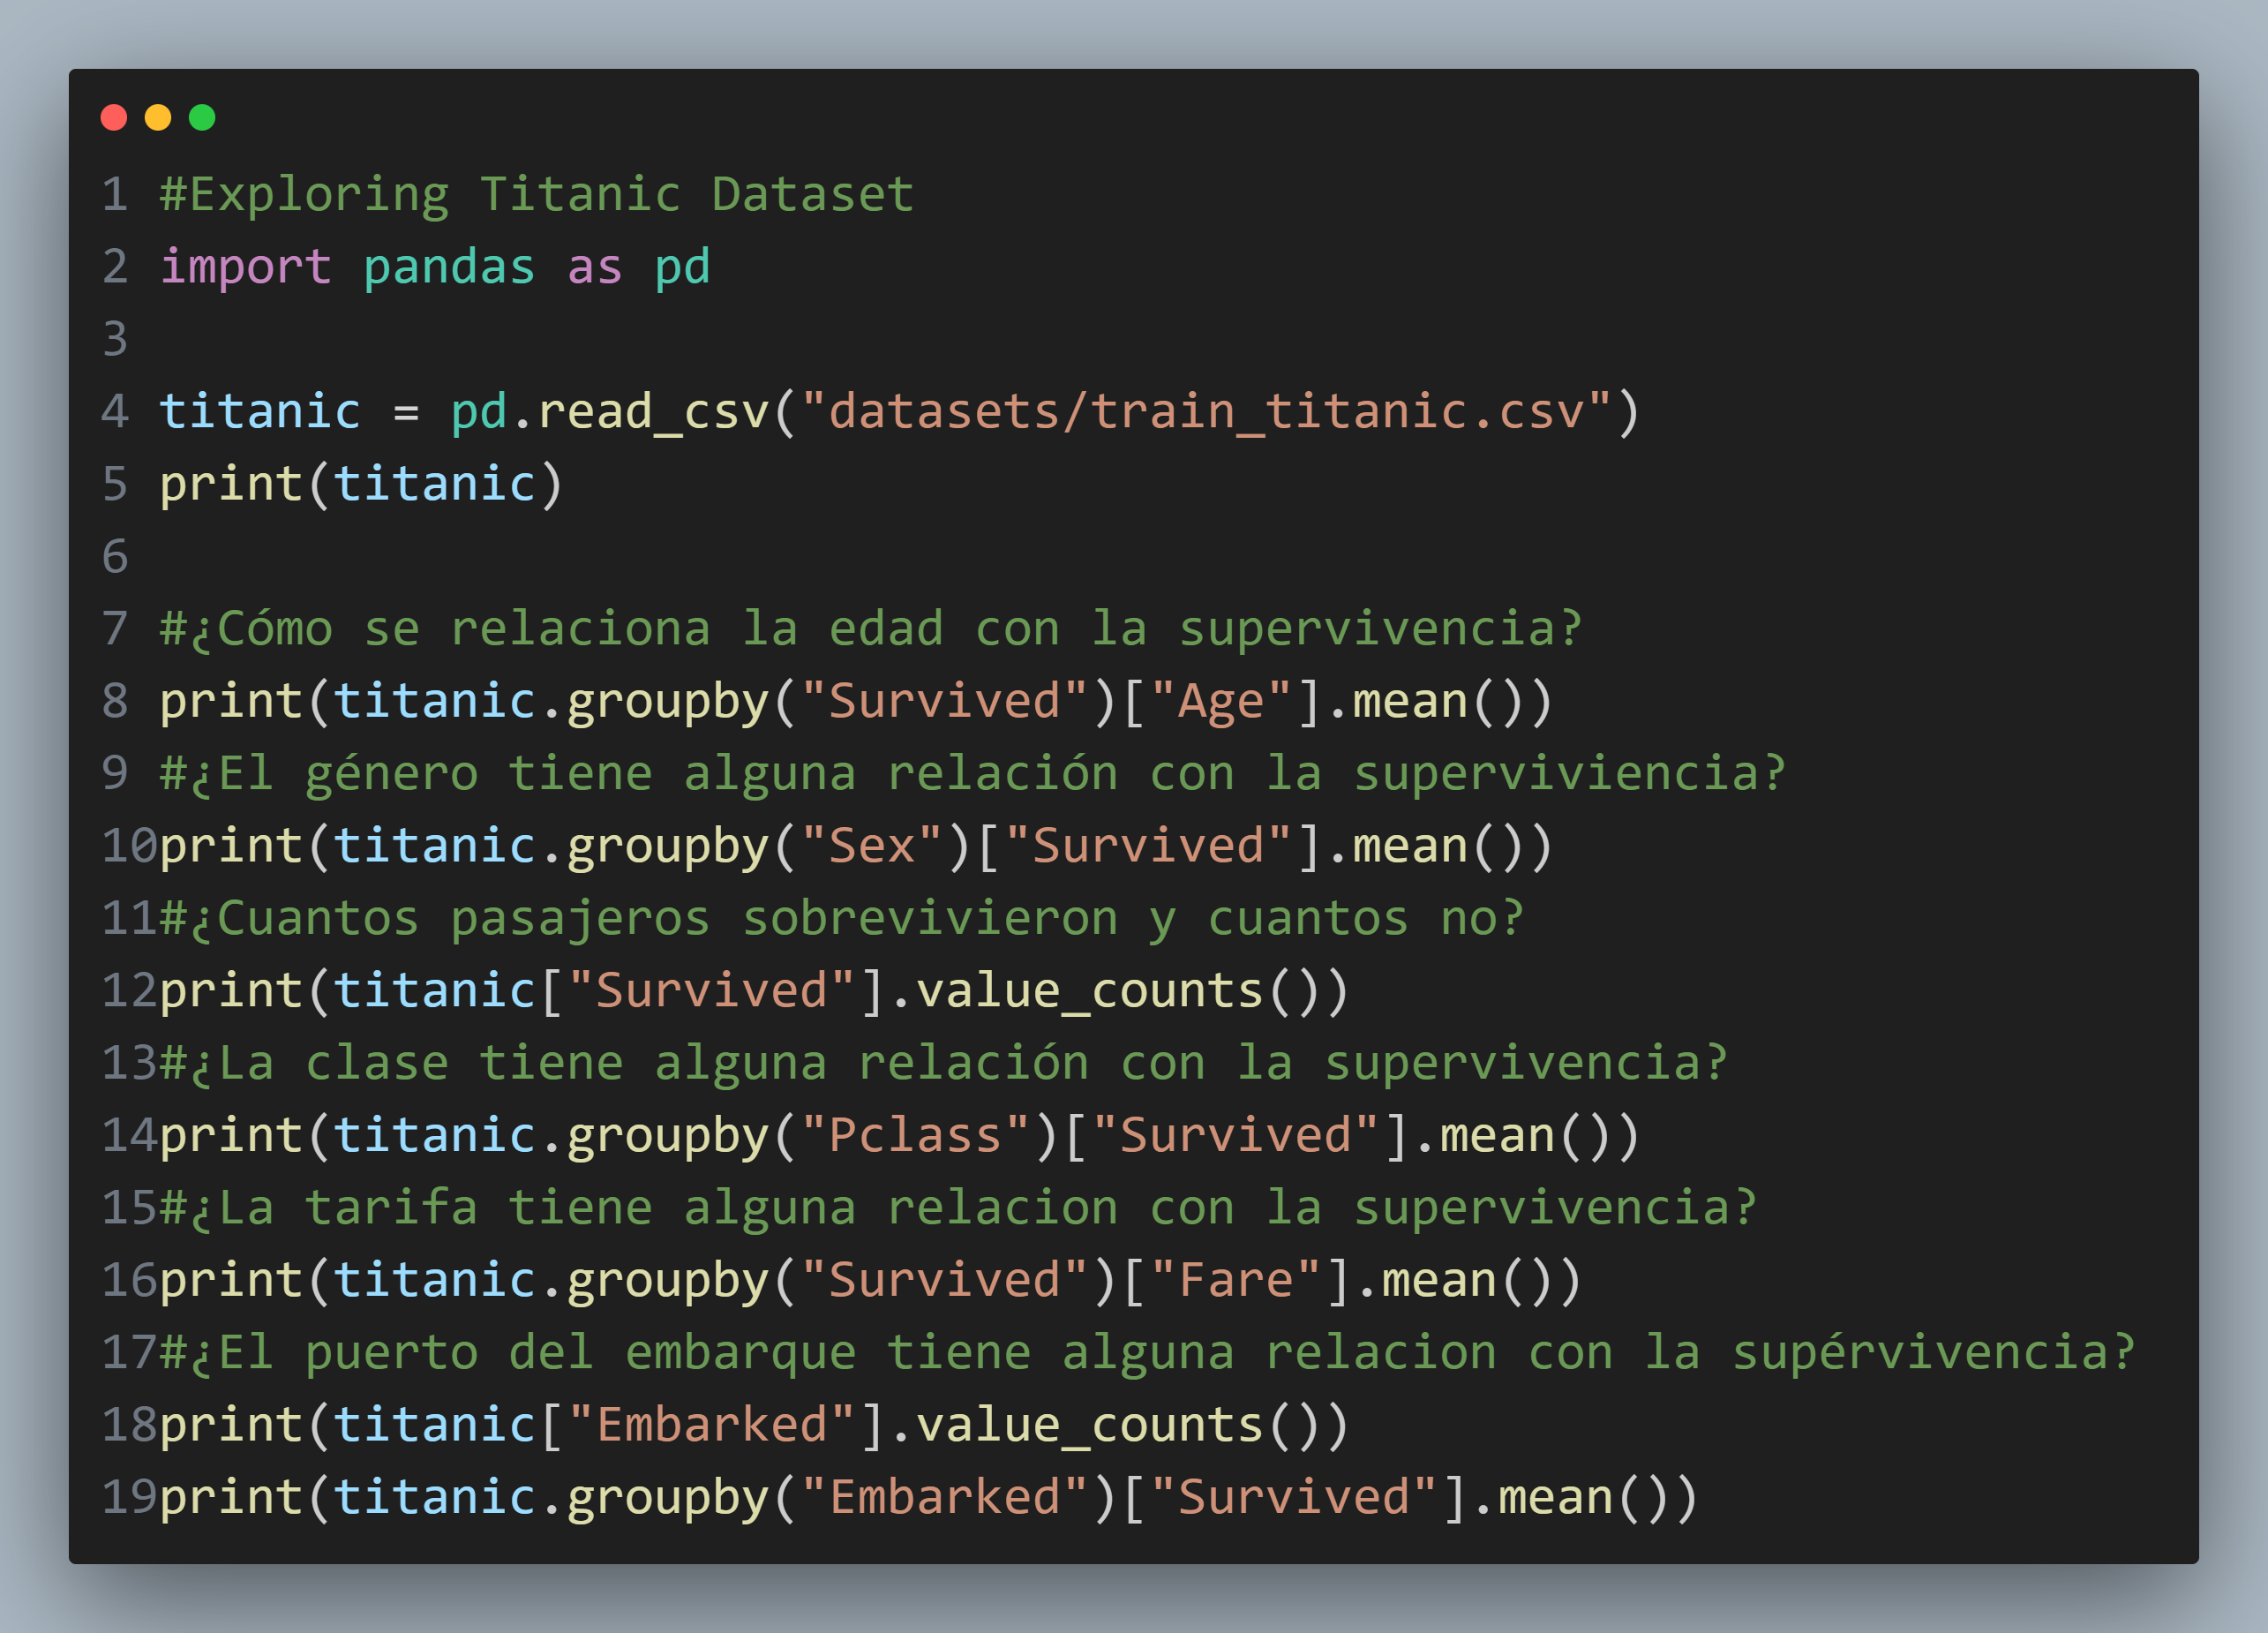 1 #Exploring Titanic Dataset
2 import pandas as pd
3
4 titanic = pd.read_csv("datasets/train_titanic.csv")
5 print(titanic)
6
7 #¿Cómo se relaciona la edad con la supervivencia?
8 print(titanic.groupby("Survived")["Age"].mean())
9 #¿El género tiene alguna relación con la superviviencia?
10print(titanic.groupby("Sex")["Survived"].mean())
11#¿Cuantos pasajeros sobrevivieron y cuantos no?
12print(titanic["Survived"].value_counts())
13#¿La clase tiene alguna relación con la supervivencia?
14print(titanic.groupby("Pclass")["Survived"].mean())
15#¿La tarifa tiene alguna relacion con la supervivencia?
16print(titanic.groupby("Survived")["Fare"].mean())
17#¿El puerto del embarque tiene alguna relacion con la supérvivencia?
18print(titanic["Embarked"].value_counts())
19print(titanic.groupby("Embarked")["Survived"].mean())